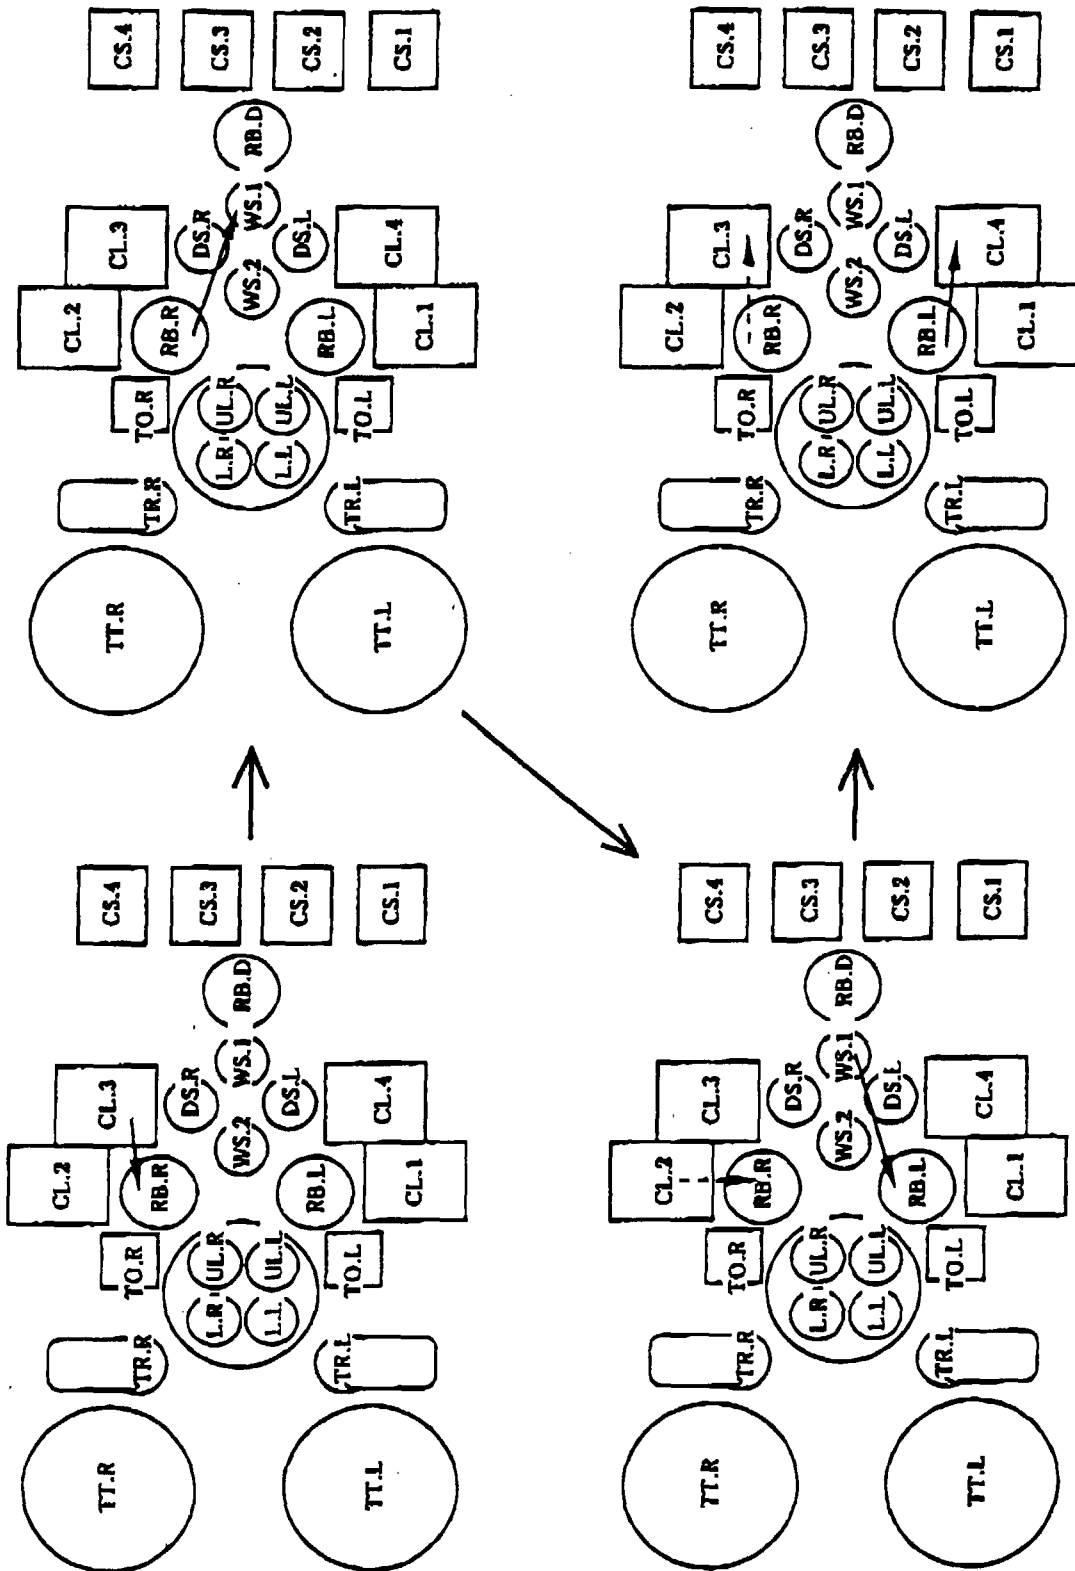 TT.R
TR.R
TO.R
CL.2
CL.3
CS.4
L.R
UL.R
RB.R
DS.R
CS.3
WS.2
WS.1
RB.D
L.L
UL.L
RB.L
DS.L
CS.2
TT.L
TR.L
TO.L
CL.1
CL.4
CS.1
TT.R
TR.R
TO.R
CL.2
CL.3
CS.4
L.R
UL.R
RB.R
DS.R
CS.3
WS.2
WS.1
RB.D
L.L
UL.L
RB.L
DS.L
CS.2
TT.L
TR.L
TO.L
CL.1
CL.4
CS.1
TT.R
TR.R
TO.R
CL.2
CL.3
CS.4
L.R
UL.R
RB.R
DS.R
CS.3
WS.2
WS.1
RB.D
L.L
UL.L
RB.L
DS.L
CS.2
TT.L
TR.L
TO.L
CL.1
CL.4
CS.1
TT.R
TR.R
TO.R
CL.2
CL.3
CS.4
L.R
UL.R
RB.R
DS.R
CS.3
WS.2
WS.1
RB.D
L.L
UL.L
RB.L
DS.L
CS.2
TT.L
TR.L
TO.L
CL.1
CL.4
CS.1